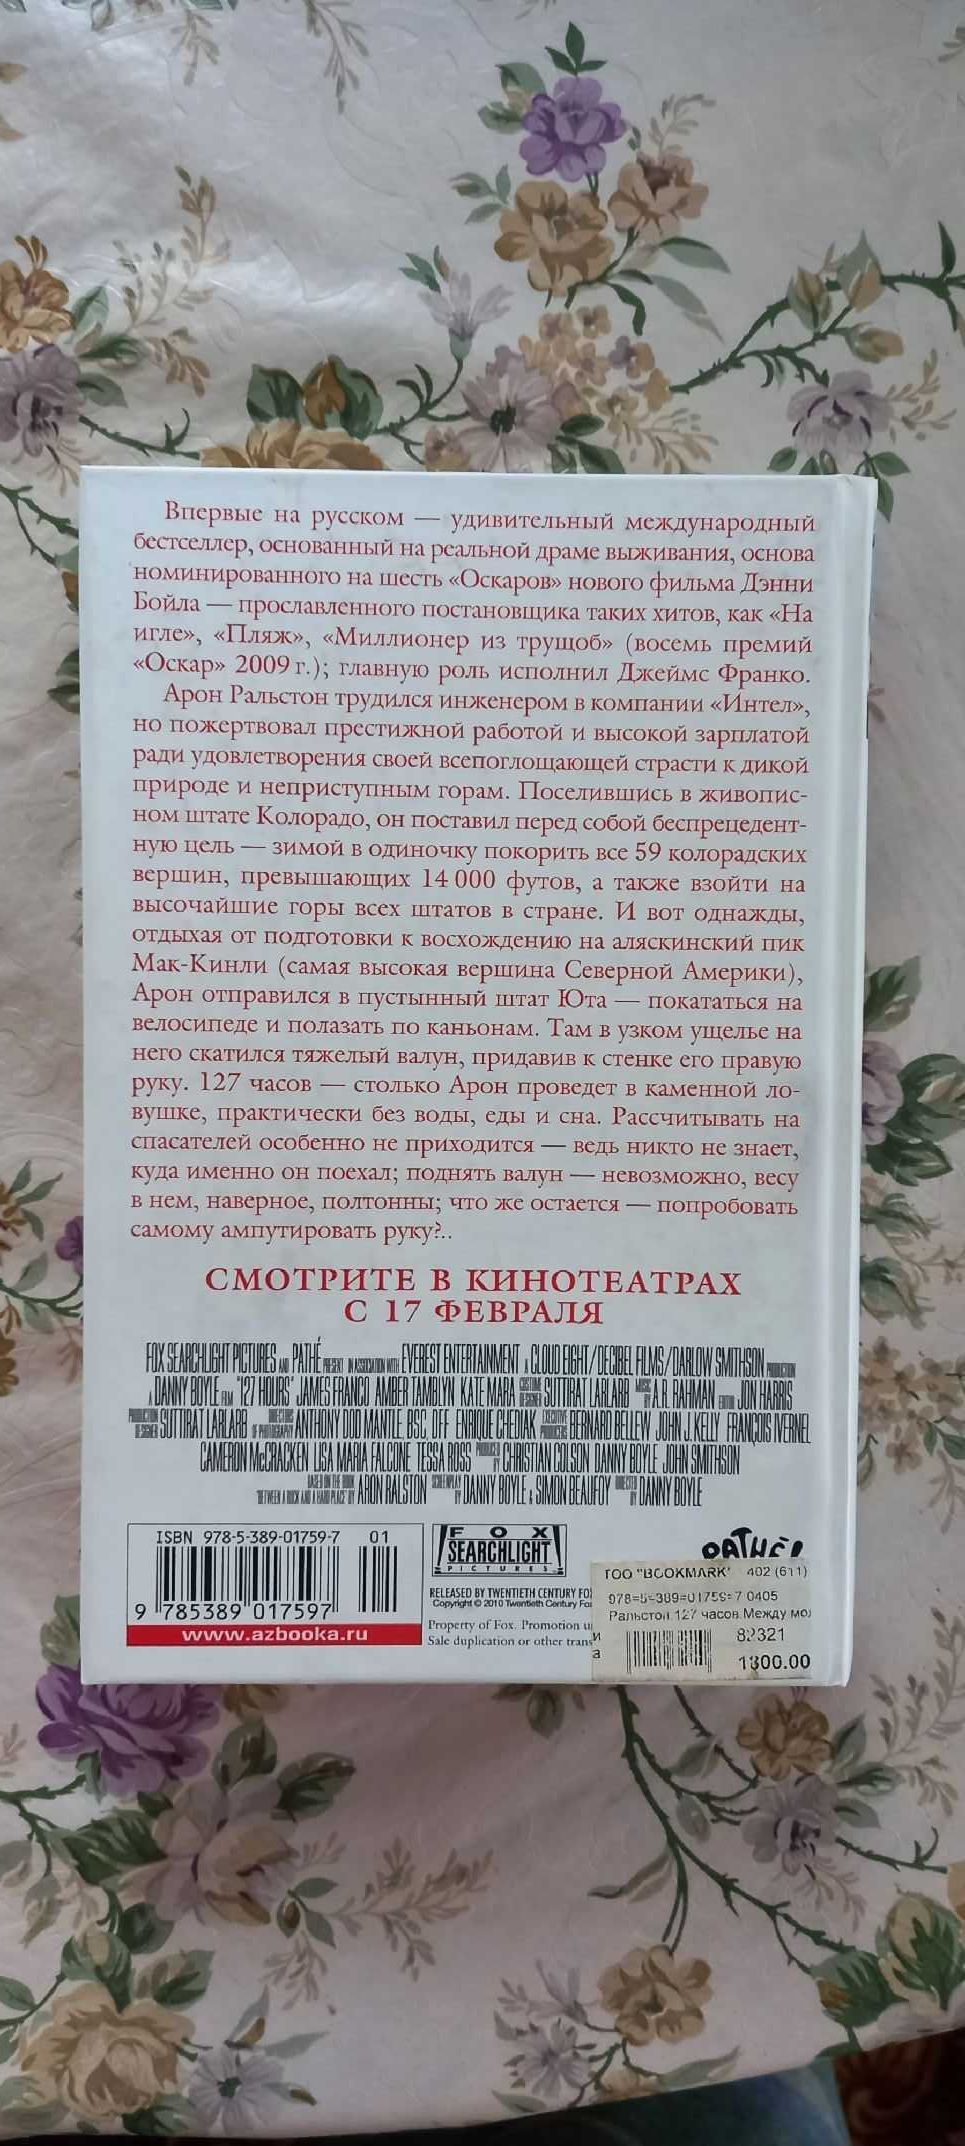 Впервые на русском — удивительный международный
бестселлер, основанный на реальной драме выживания, основа
номинированного на шесть «Оскаров» нового фильма Дэнни
Бойла — прославленного постановщика таких хитов, как «На
игле», «Пляж», «Миллионер из трущоб» (восемь премий
«Оскар» 2009 г.); главную роль исполнил Джеймс Франко.
Арон Ральстон трудился инженером в компании «Интел»,
но пожертвовал престижной работой и высокой зарплатой
ради удовлетворения своей всепоглощающей страсти к дикой
природе и неприступным горам. Поселившись в живопис-
ном штате Колорадо, он поставил перед собой беспрецедент-
ную цель — зимой в одиночку покорить все 59 колорадских
вершин, превышающих 14 000 футов, а также взойти на
высочайшие горы всех штатов в стране. И вот однажды,
отдыхая от подготовки к восхождению на аляскинский пик
Мак-Кинли (самая высокая вершина Северной Америки),
Арон отправился в пустынный штат Юта — покататься на
велосипеде и полазать по каньонам. Там в узком ущелье на
него скатился тяжелый валун, придавив к стенке его правую
руку. 127 часов — столько Арон проведет в каменной ло-
вушке, практически без воды, еды и сна. Рассчитывать на
спасателей особенно не приходится — ведь никто не знает,
куда именно он поехал; поднять валун — невозможно, весу
в нем, наверное, полтонны; что же остается — попробовать
самому ампутировать руку?..
СМОТРИТЕ В КИНОТЕАТРАХ
С 17 ФЕВРАЛЯ
FOX SEARCHLIGHT PICTURES AND PATHÉ PRESENT IN ASSOCIATION WITH EVEREST ENTERTAINMENT A CLOUD EIGHT/DECIBEL FILMS/DARLOW SMITHSON PRODUCTION
A DANNY BOYLE FILM "127 HOURS" JAMES FRANCO AMBER TAMBLYN KATE MARA COSTUME DESIGNER SUTTIRAT LARLARB MUSIC BY A.R. RAHMAN EDITOR JON HARRIS
PRODUCTION DESIGNER SUTTIRAT LARLARB DIRECTORS OF PHOTOGRAPHY ANTHONY DOD MANTLE, BSC, DFF ENRIQUE CHEDIAK EXECUTIVE PRODUCERS BERNARD BELLEW JOHN J. KELLY FRANÇOIS IVERNEL
CAMERON McCRACKEN LISA MARIA FALCONE TESSA ROSS PRODUCED BY CHRISTIAN COLSON DANNY BOYLE JOHN SMITHSON
BASED ON THE BOOK "BETWEEN A ROCK AND A HARD PLACE" BY ARON RALSTON SCREENPLAY BY DANNY BOYLE & SIMON BEAUFOY DIRECTED BY DANNY BOYLE
ISBN 978-5-389-01759-7 01
9 785389 017597
www.azbooka.ru
FOX
SEARCHLIGHT
PICTURES
RELEASED BY TWENTIETH CENTURY FO
Copyright © 2010 Twentieth Century Fo
Property of Fox. Promotion u
Sale duplication or other tran
PATHÉ!
ТОО "BOOKMARK" 402 (611)
978-5-389-01759-7 0405
Ральстон 127 часов.Между мо
82321
1300.00